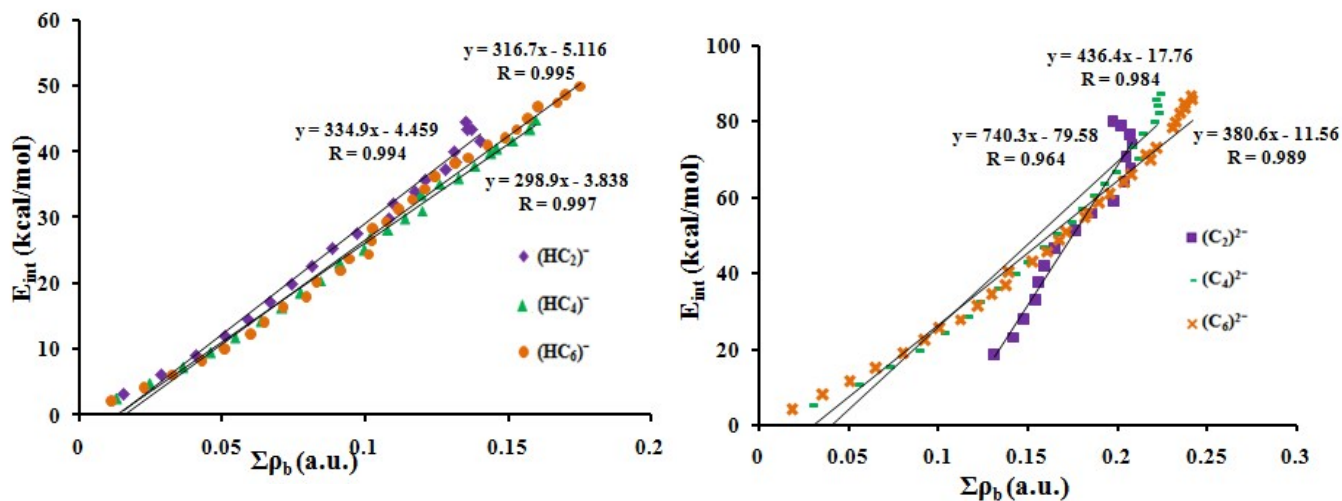 60
50
40
30
20
10
0
E_int (kcal/mol)
y = 316.7x - 5.116
R = 0.995
y = 334.9x - 4.459
R = 0.994
y = 298.9x - 3.838
R = 0.997
(HC₂)⁻
(HC₄)⁻
(HC₆)⁻
0 0.05 0.1 0.15 0.2
Σρ_b (a.u.)
100
80
60
40
20
0
E_int (kcal/mol)
y = 436.4x - 17.76
R = 0.984
y = 740.3x - 79.58
R = 0.964
y = 380.6x - 11.56
R = 0.989
(C₂)²⁻
(C₄)²⁻
(C₆)²⁻
0 0.05 0.1 0.15 0.2 0.25 0.3
Σρ_b (a.u.)